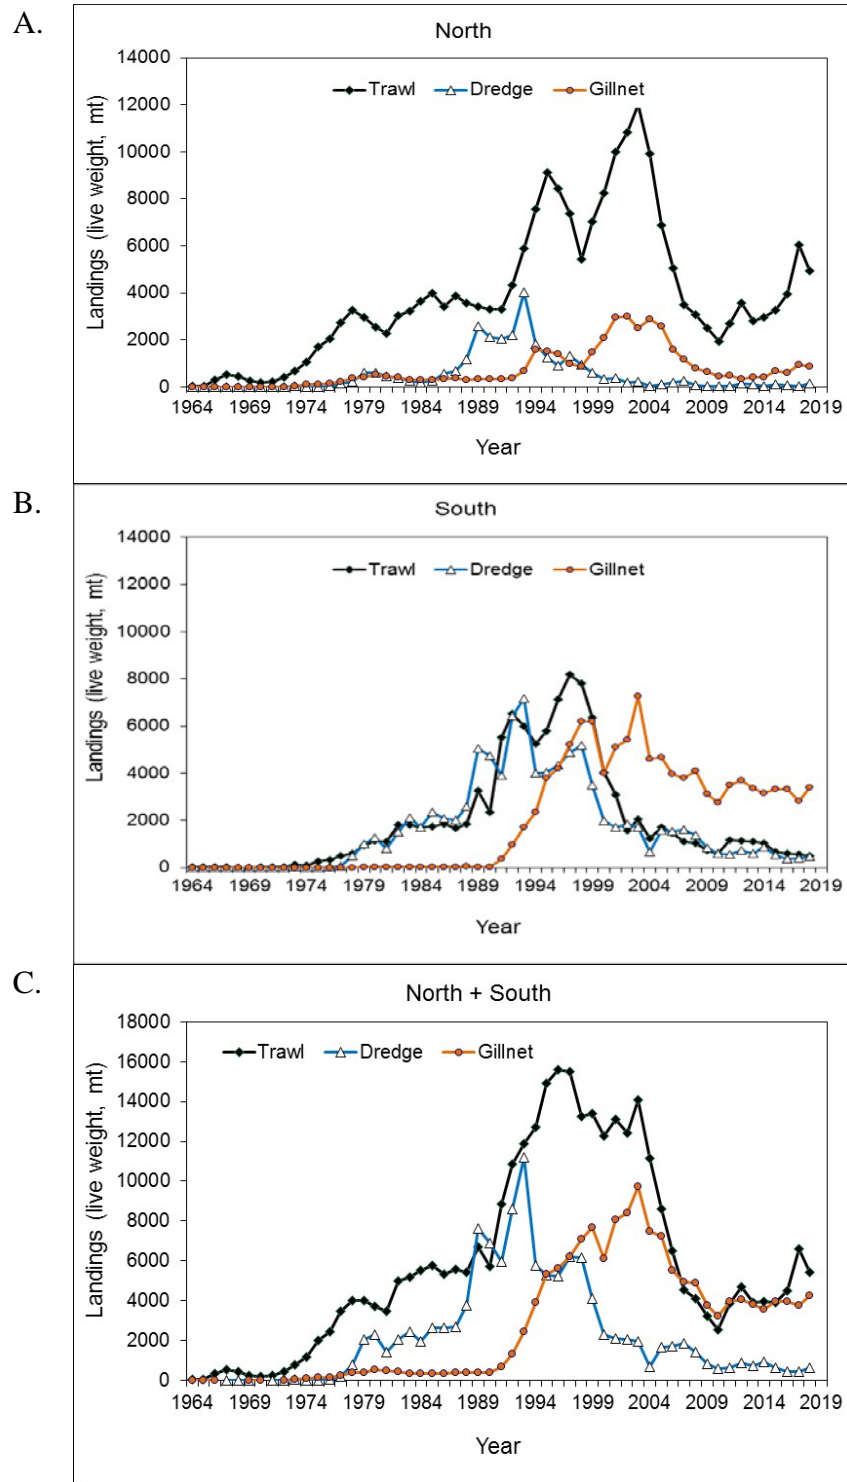 A.
North
Trawl Dredge Gillnet
14000
12000
10000
8000
6000
4000
2000
0
Landings (live weight, mt)
1964 1969 1974 1979 1984 1989 1994 1999 2004 2009 2014 2019
Year
B.
South
Trawl Dredge Gillnet
14000
12000
10000
8000
6000
4000
2000
0
Landings (live weight, mt)
1964 1969 1974 1979 1984 1989 1994 1999 2004 2009 2014 2019
Year
C.
North + South
Trawl Dredge Gillnet
18000
16000
14000
12000
10000
8000
6000
4000
2000
0
Landings (live weight, mt)
1964 1969 1974 1979 1984 1989 1994 1999 2004 2009 2014 2019
Year